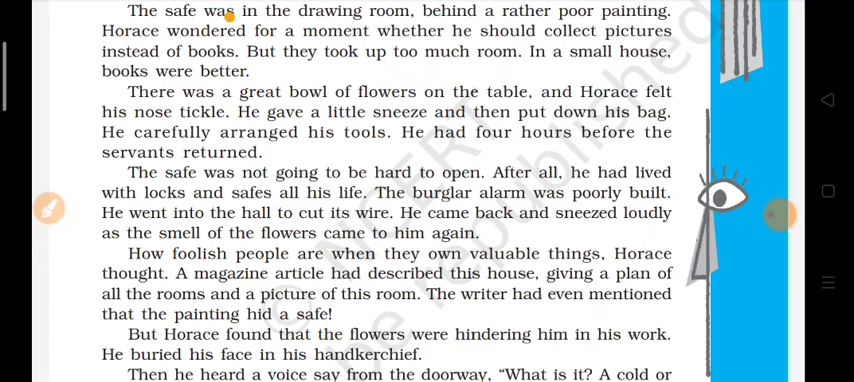 The safe was in the drawing room, behind a rather poor painting.
Horace wondered for a moment whether he should collect pictures
instead of books. But they took up too much room. In a small house,
books were better.
There was a great bowl of flowers on the table, and Horace felt
his nose tickle. He gave a little sneeze and then put down his bag.
He carefully arranged his tools. He had four hours before the
servants returned.
The safe was not going to be hard to open. After all, he had lived
with locks and safes all his life. The burglar alarm was poorly built.
He went into the hall to cut its wire. He came back and sneezed loudly
as the smell of the flowers came to him again.
How foolish people are when they own valuable things, Horace
thought. A magazine article had described this house, giving a plan of
all the rooms and a picture of this room. The writer had even mentioned
that the painting hid a safe!
But Horace found that the flowers were hindering him in his work.
He buried his face in his handkerchief.
Then he heard a voice say from the doorway, “What is it? A cold or
© NCERT
be republished